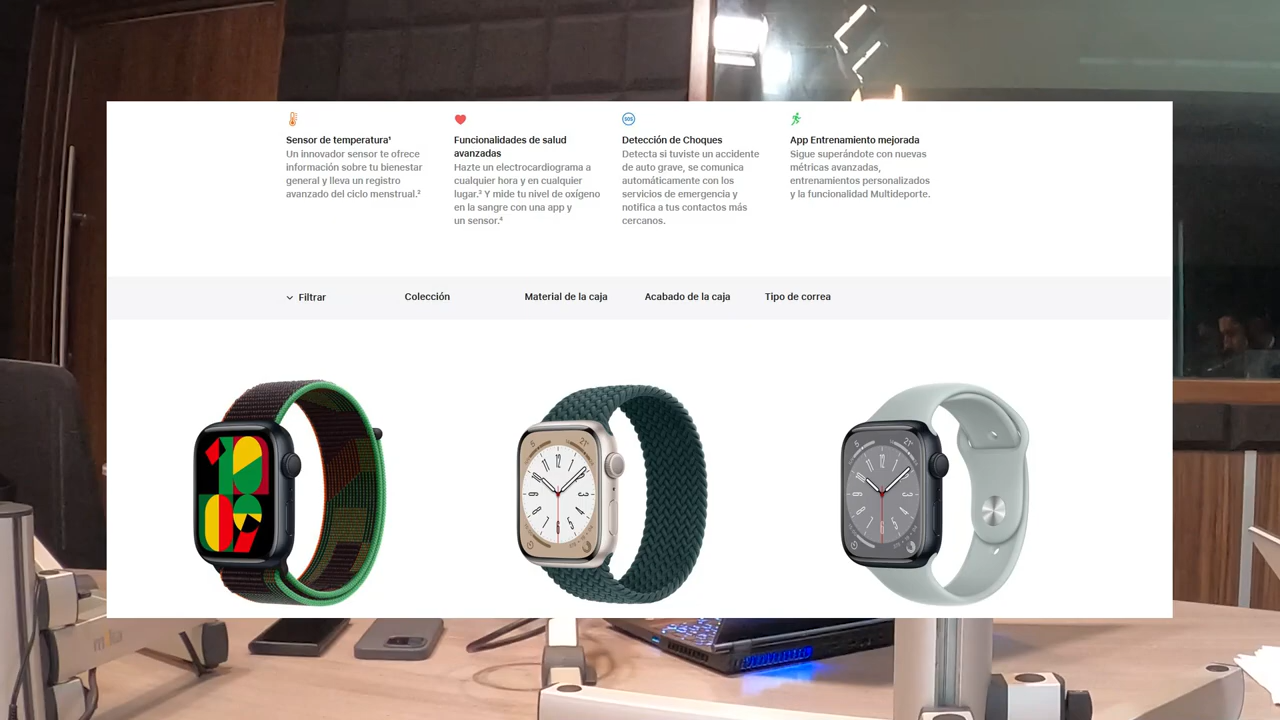 SOS
Sensor de temperatura¹
Un innovador sensor te ofrece
información sobre tu bienestar
general y lleva un registro
avanzado del ciclo menstrual.²
Funcionalidades de salud
avanzadas
Hazte un electrocardiograma a
cualquier hora y en cualquier
lugar.³ Y mide tu nivel de oxígeno
en la sangre con una app y
un sensor.⁴
Detección de Choques
Detecta si tuviste un accidente
de auto grave, se comunica
automáticamente con los
servicios de emergencia y
notifica a tus contactos más
cercanos.
App Entrenamiento mejorada
Sigue superándote con nuevas
métricas avanzadas,
entrenamientos personalizados
y la funcionalidad Multideporte.
Filtrar
Colección
Material de la caja
Acabado de la caja
Tipo de correa